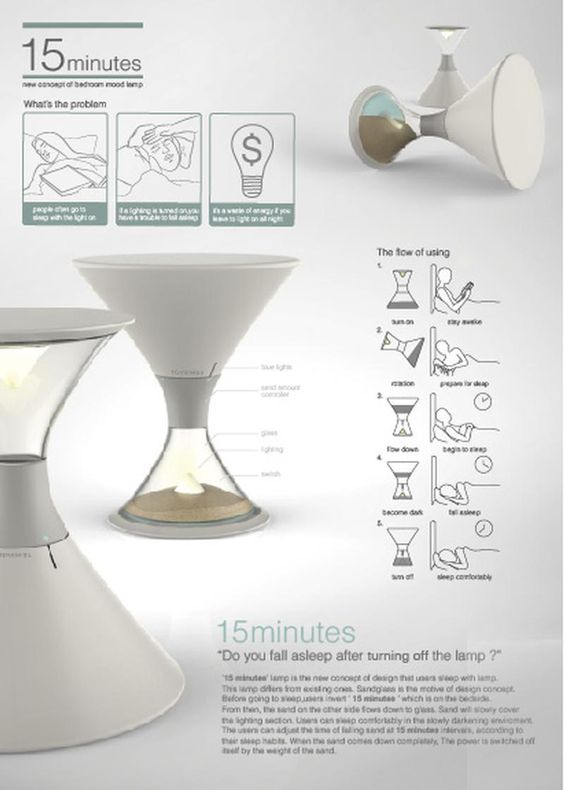 15minutes
new concept of bedroom mood lamp
What's the problem
people often go to
sleep with the light on
if a lighting is turned on,you
have a trouble to fall asleep
it's a waste of energy if you
leave to light on all night
The flow of using
1.
turn on
stay awake
2.
rotation
prepare for sleep
3.
flow down
begin to sleep
4.
become dark
fall asleep
5.
turn off
sleep comfortably
time lights
sand amount
controller
glass
lighting
switch
15minutes
"Do you fall asleep after turning off the lamp ?"
'15 minutes' lamp is the new concept of design that users sleep with lamp.
This lamp differs from existing ones. Sandglass is the motive of design concept.
Before going to sleep,users invert ' 15 minutes ' which is on the bedside.
From then, the sand on the other side flows down to glass. Sand will slowly cover
the lighting section. Users can sleep comfortably in the slowly darkening enviroment.
The users can adjust the time of falling sand at 15 minutes intervals, according to
their sleep habits. When the sand comes down completely, The power is switched off
itself by the weight of the sand.